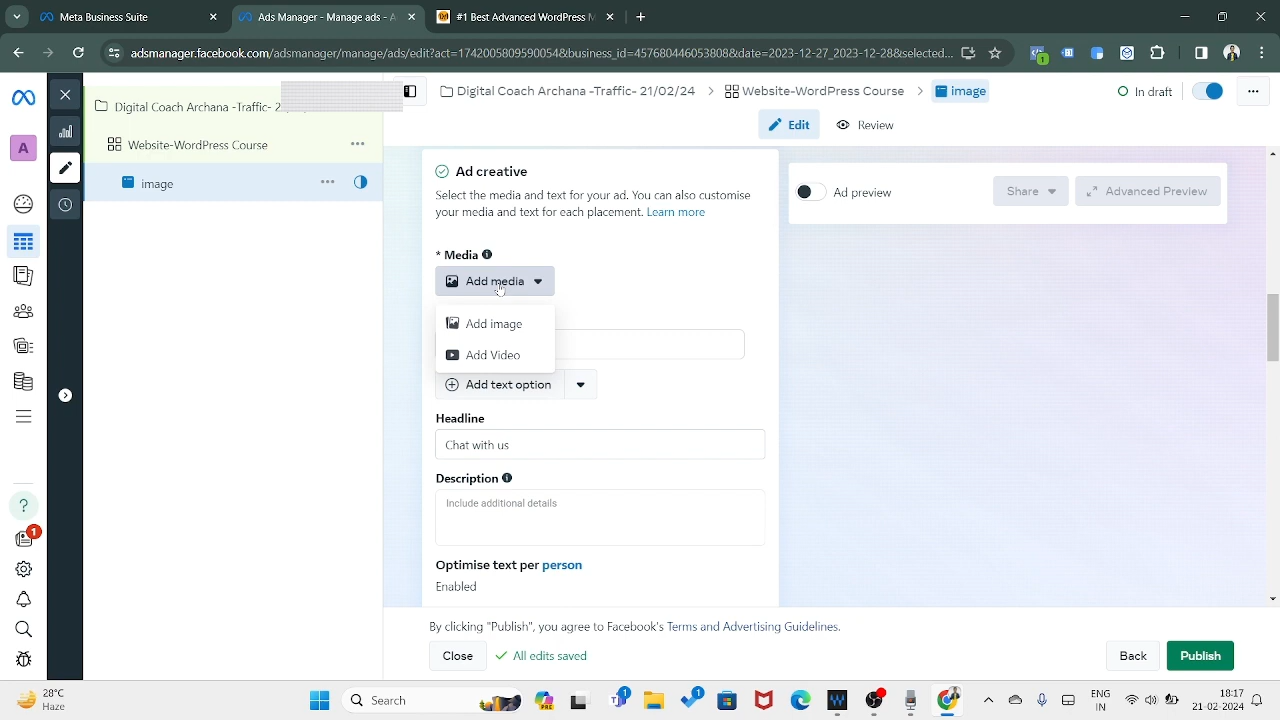 Meta Business Suite
Ads Manager - Manage ads - A
#1 Best Advanced WordPress M
adsmanager.facebook.com/adsmanager/manage/ads/edit?act=1742005809590054&business_id=457680446053808&date=2023-12-27_2023-12-28&selected...
1
Digital Coach Archana -Traffic- 2
Digital Coach Archana -Traffic- 21/02/24
Website-WordPress Course
image
In draft
Edit
Review
A
Website-WordPress Course
image
Ad creative
Select the media and text for your ad. You can also customise
your media and text for each placement. Learn more
Ad preview
Share
Advanced Preview
* Media
Add media
Add image
Add Video
Add text option
Headline
Chat with us
Description
Include additional details
Optimise text per person
Enabled
?
1
By clicking "Publish", you agree to Facebook's Terms and Advertising Guidelines.
Close
All edits saved
Back
Publish
28°C
Haze
Search
1
1
ENG
IN
18:17
21-02-2024